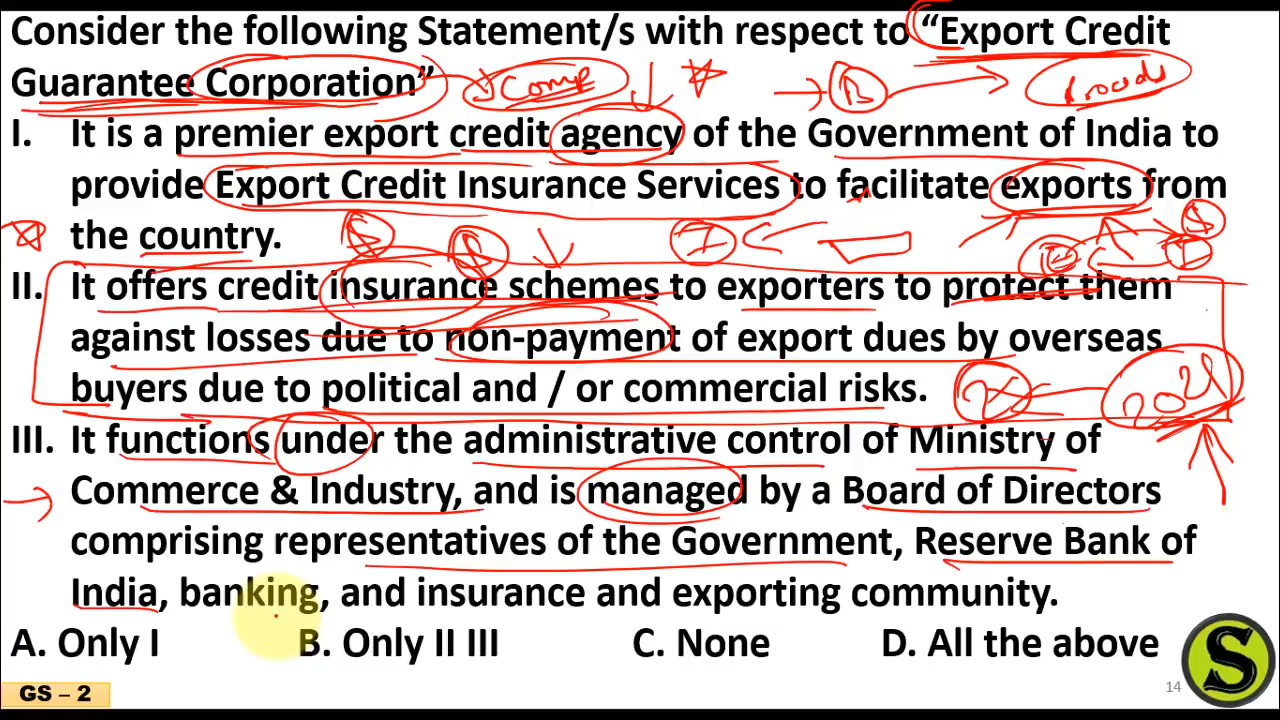 Consider the following Statement/s with respect to “Export Credit
Guarantee Corporation”
I. It is a premier export credit agency of the Government of India to
provide Export Credit Insurance Services to facilitate exports from
the country.
II. It offers credit insurance schemes to exporters to protect them
against losses due to non-payment of export dues by overseas
buyers due to political and / or commercial risks.
III. It functions under the administrative control of Ministry of
Commerce & Industry, and is managed by a Board of Directors
comprising representatives of the Government, Reserve Bank of
India, banking, and insurance and exporting community.
A. Only I B. Only II III C. None D. All the above
GS – 2
14
S